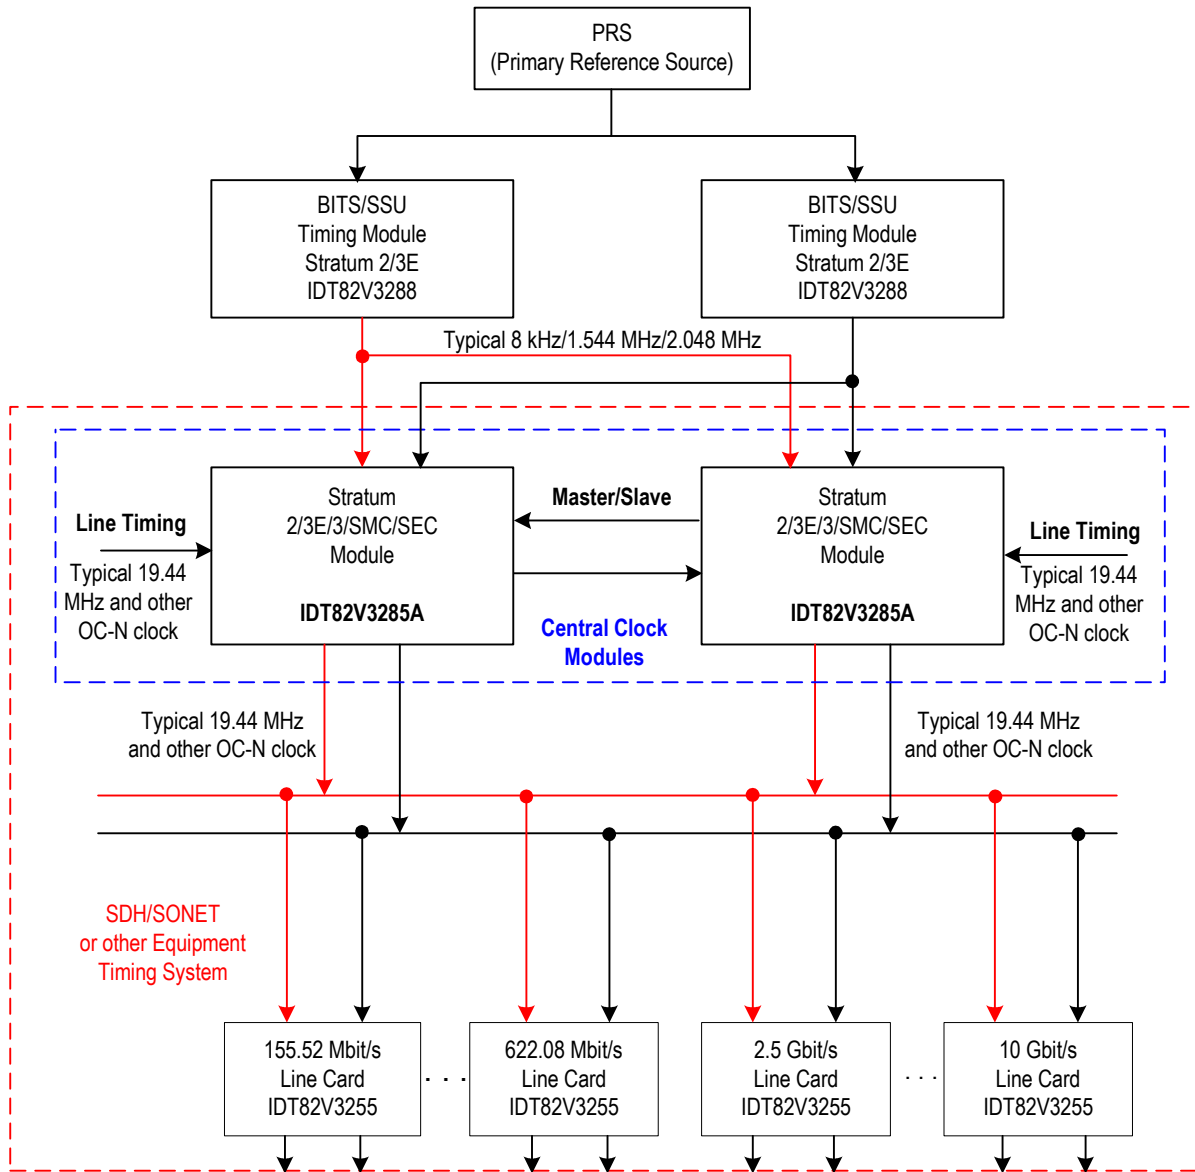 PRS
(Primary Reference Source)
BITS/SSU
Timing Module
Stratum 2/3E
IDT82V3288
BITS/SSU
Timing Module
Stratum 2/3E
IDT82V3288
Typical 8 kHz/1.544 MHz/2.048 MHz
Line Timing
Typical 19.44
MHz and other
OC-N clock
Stratum
2/3E/3/SMC/SEC
Module
IDT82V3285A
Master/Slave
Central Clock
Modules
Stratum
2/3E/3/SMC/SEC
Module
IDT82V3285A
Line Timing
Typical 19.44
MHz and other
OC-N clock
Typical 19.44 MHz
and other OC-N clock
Typical 19.44 MHz
and other OC-N clock
SDH/SONET
or other Equipment
Timing System
155.52 Mbit/s
Line Card
IDT82V3255
. . .
622.08 Mbit/s
Line Card
IDT82V3255
2.5 Gbit/s
Line Card
IDT82V3255
. . .
10 Gbit/s
Line Card
IDT82V3255